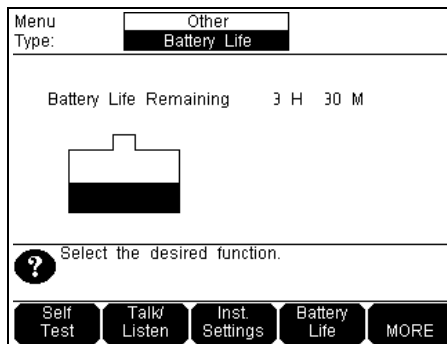 Menu Other
Type: Battery Life
Battery Life Remaining 3 H 30 M
? Select the desired function.
Self Test Talk/ Listen Inst. Settings Battery Life MORE